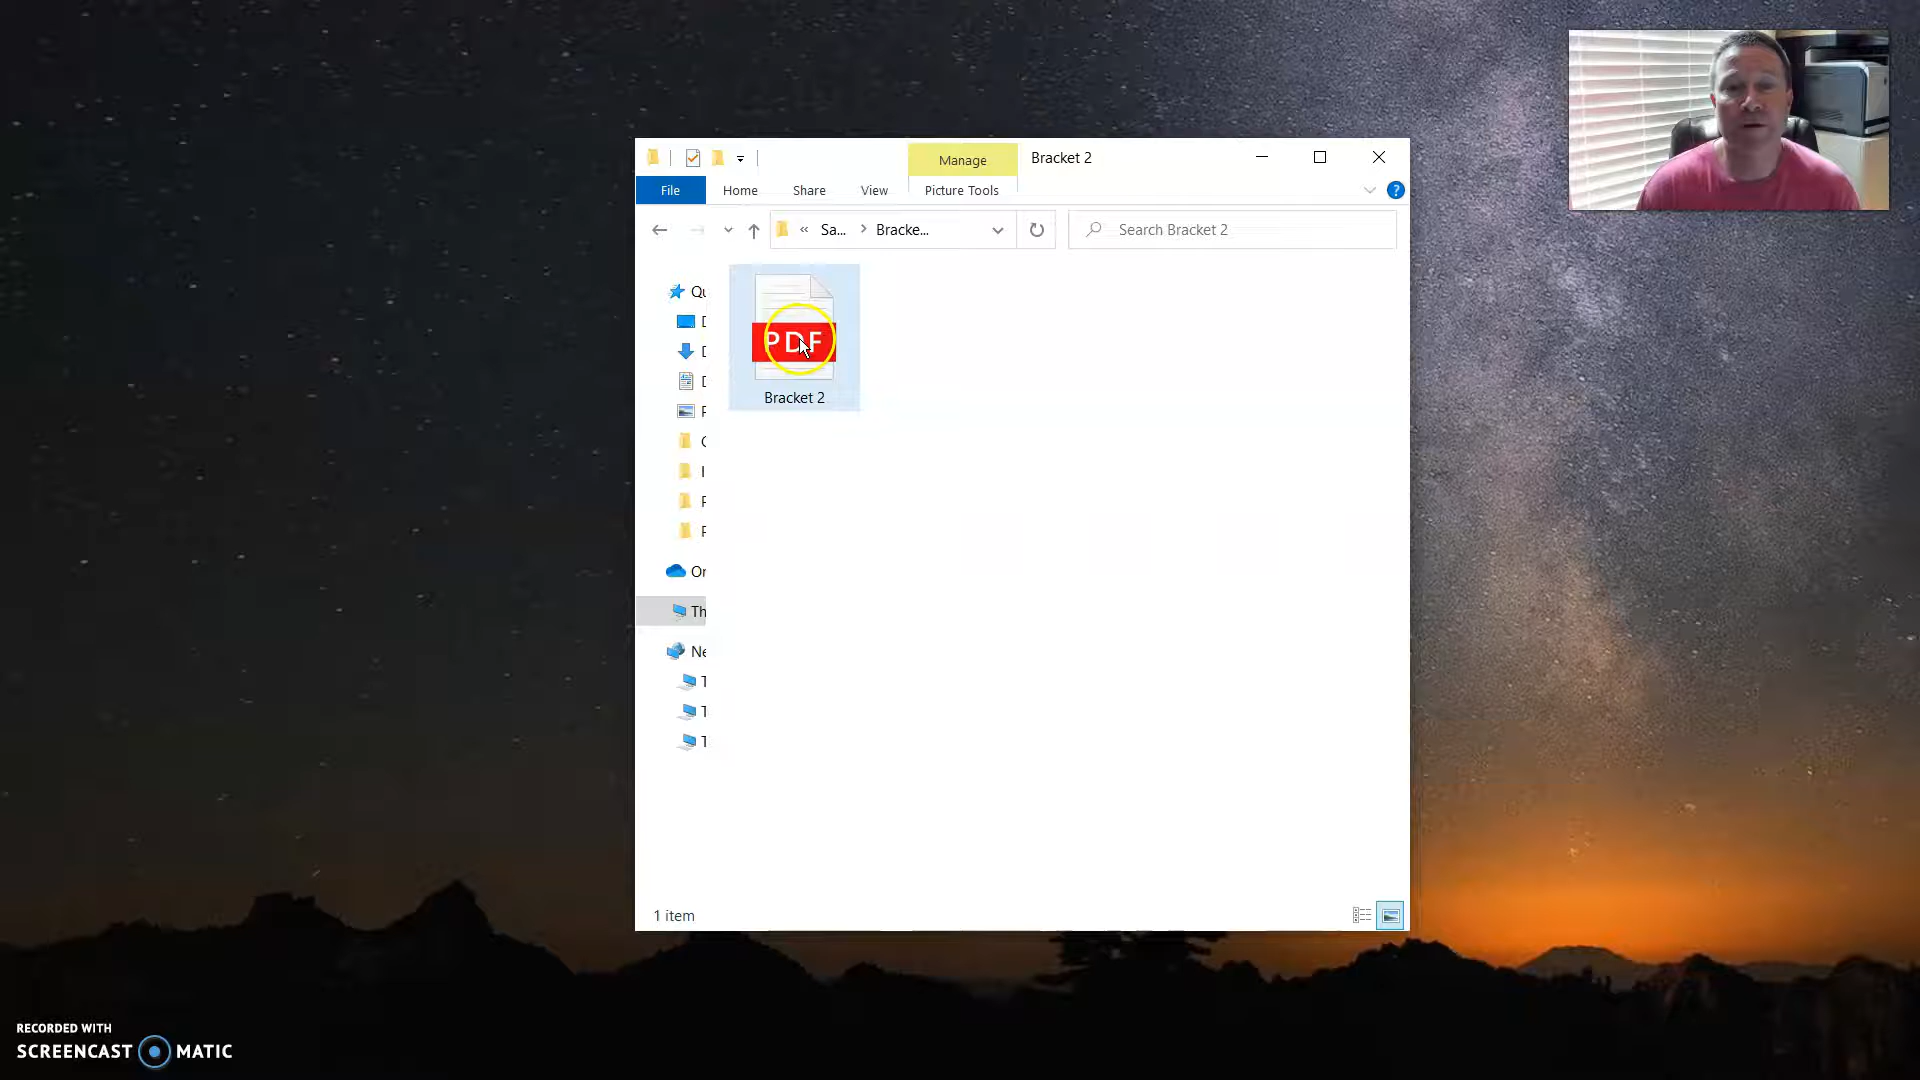 Manage
Bracket 2
File
Home
Share
View
Picture Tools
?
« Sa... > Bracke...
Search Bracket 2
Qu
D
D
D
P
C
I
P
P
On
Th
Ne
T
T
T
PDF
Bracket 2
1 item
RECORDED WITH
SCREENCAST MATIC